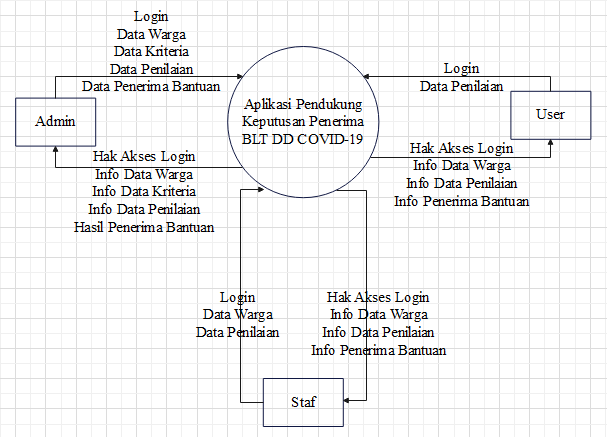 Login
Data Warga
Data Kriteria
Data Penilaian
Data Penerima Bantuan
Admin
Hak Akses Login
Info Data Warga
Info Data Kriteria
Info Data Penilaian
Hasil Penerima Bantuan
Aplikasi Pendukung
Keputusan Penerima
BLT DD COVID-19
Login
Data Penilaian
User
Hak Akses Login
Info Data Warga
Info Data Penilaian
Info Penerima Bantuan
Login
Data Warga
Data Penilaian
Hak Akses Login
Info Data Warga
Info Data Penilaian
Info Penerima Bantuan
Staf